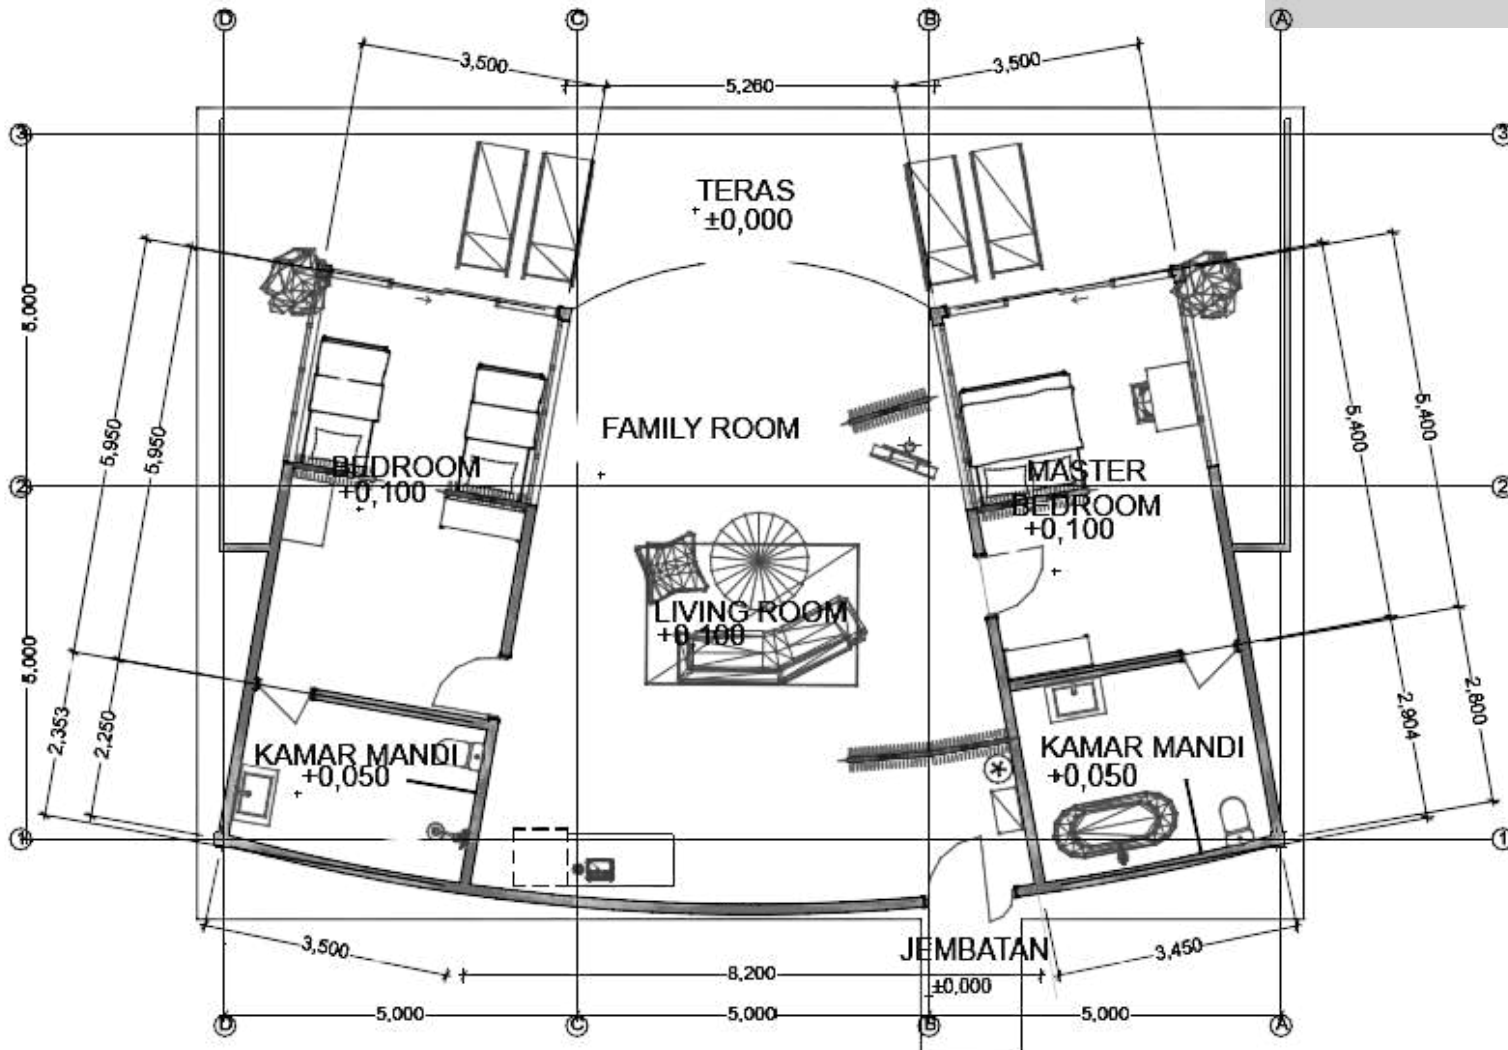 D
C
B
A
3,500
5,260
3,500
3
3
TERAS
±0,000
5.000
5,950
5,950
FAMILY ROOM
5,400
5,400
BEDROOM
+0,100
MASTER
BEDROOM
+0,100
2
2
LIVING ROOM
+0,100
5.000
2,353
2,250
2,904
2,800
KAMAR MANDI
+0,050
KAMAR MANDI
+0,050
1
1
3,500
JEMBATAN
±0,000
3,450
8,200
5,000
5,000
5,000
D
C
B
A